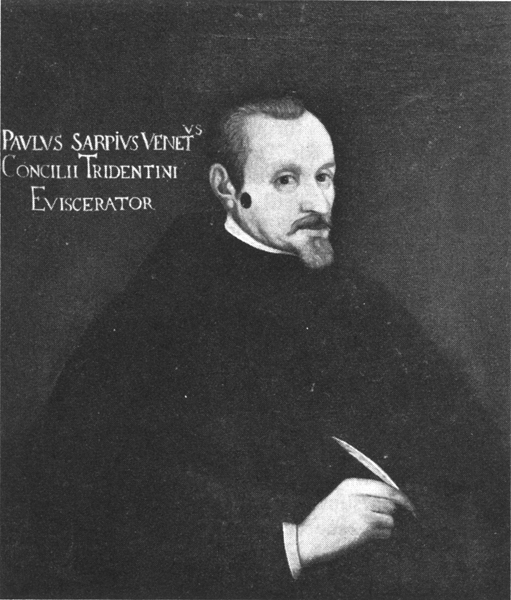 PAVLVS SARPIVS VENETVS
CONCILII TRIDENTINI
EVISCERATOR